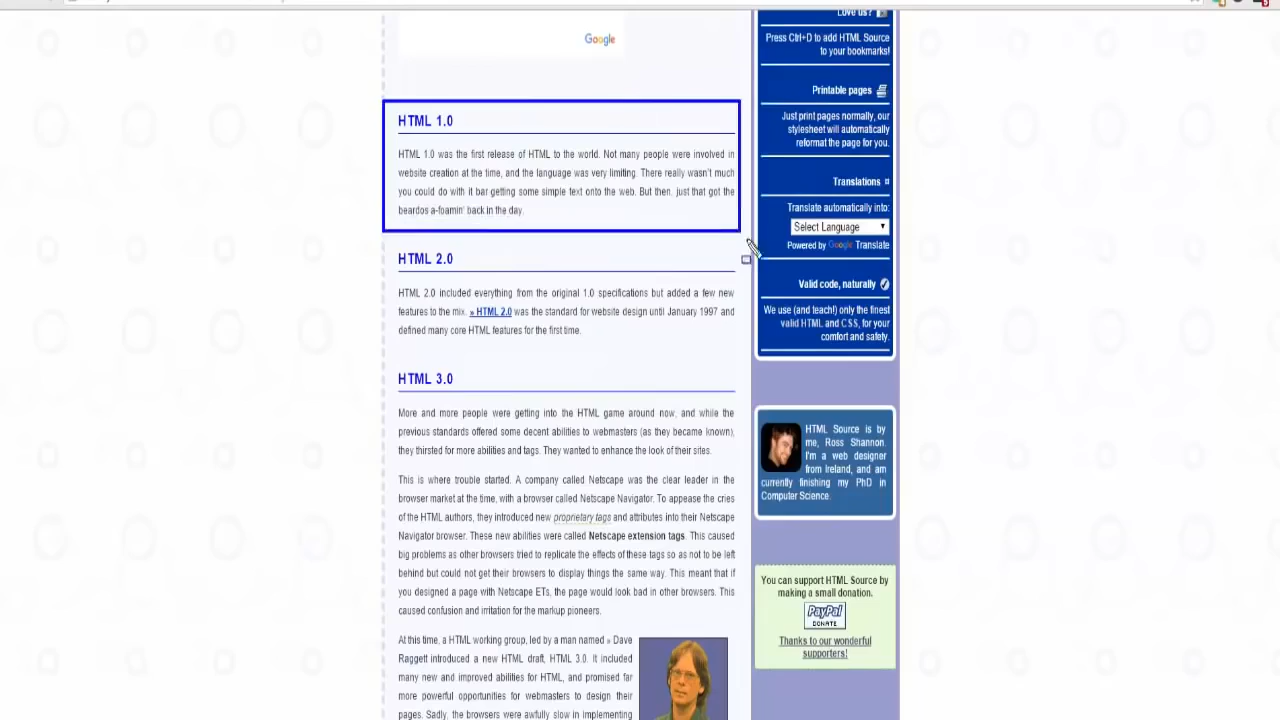 Google
HTML 1.0
HTML 1.0 was the first release of HTML to the world. Not many people were involved in
website creation at the time, and the language was very limiting. There really wasn't much
you could do with it bar getting some simple text onto the web. But then, just that got the
beardos a-foamin' back in the day.
HTML 2.0
HTML 2.0 included everything from the original 1.0 specifications but added a few new
features to the mix. » HTML 2.0 was the standard for website design until January 1997 and
defined many core HTML features for the first time.
HTML 3.0
More and more people were getting into the HTML game around now, and while the
previous standards offered some decent abilities to webmasters (as they became known),
they thirsted for more abilities and tags. They wanted to enhance the look of their sites.
This is where trouble started. A company called Netscape was the clear leader in the
browser market at the time, with a browser called Netscape Navigator. To appease the cries
of the HTML authors, they introduced new proprietary tags and attributes into their Netscape
Navigator browser. These new abilities were called Netscape extension tags. This caused
big problems as other browsers tried to replicate the effects of these tags so as not to be left
behind but could not get their browsers to display things the same way. This meant that if
you designed a page with Netscape ETs, the page would look bad in other browsers. This
caused confusion and irritation for the markup pioneers.
At this time, a HTML working group, led by a man named » Dave
Raggett introduced a new HTML draft, HTML 3.0. It included
many new and improved abilities for HTML, and promised far
more powerful opportunities for webmasters to design their
pages. Sadly, the browsers were awfully slow in implementing
Love us?
Press Ctrl+D to add HTML Source
to your bookmarks!
Printable pages
Just print pages normally, our
stylesheet will automatically
reformat the page for you.
Translations ¤
Translate automatically into:
Select Language
Powered by Google Translate
Valid code, naturally
We use (and teach!) only the finest
valid HTML and CSS, for your
comfort and safety.
HTML Source is by
me, Ross Shannon.
I'm a web designer
from Ireland, and am
currently finishing my PhD in
Computer Science.
You can support HTML Source by
making a small donation.
PayPal
DONATE
Thanks to our wonderful
supporters!